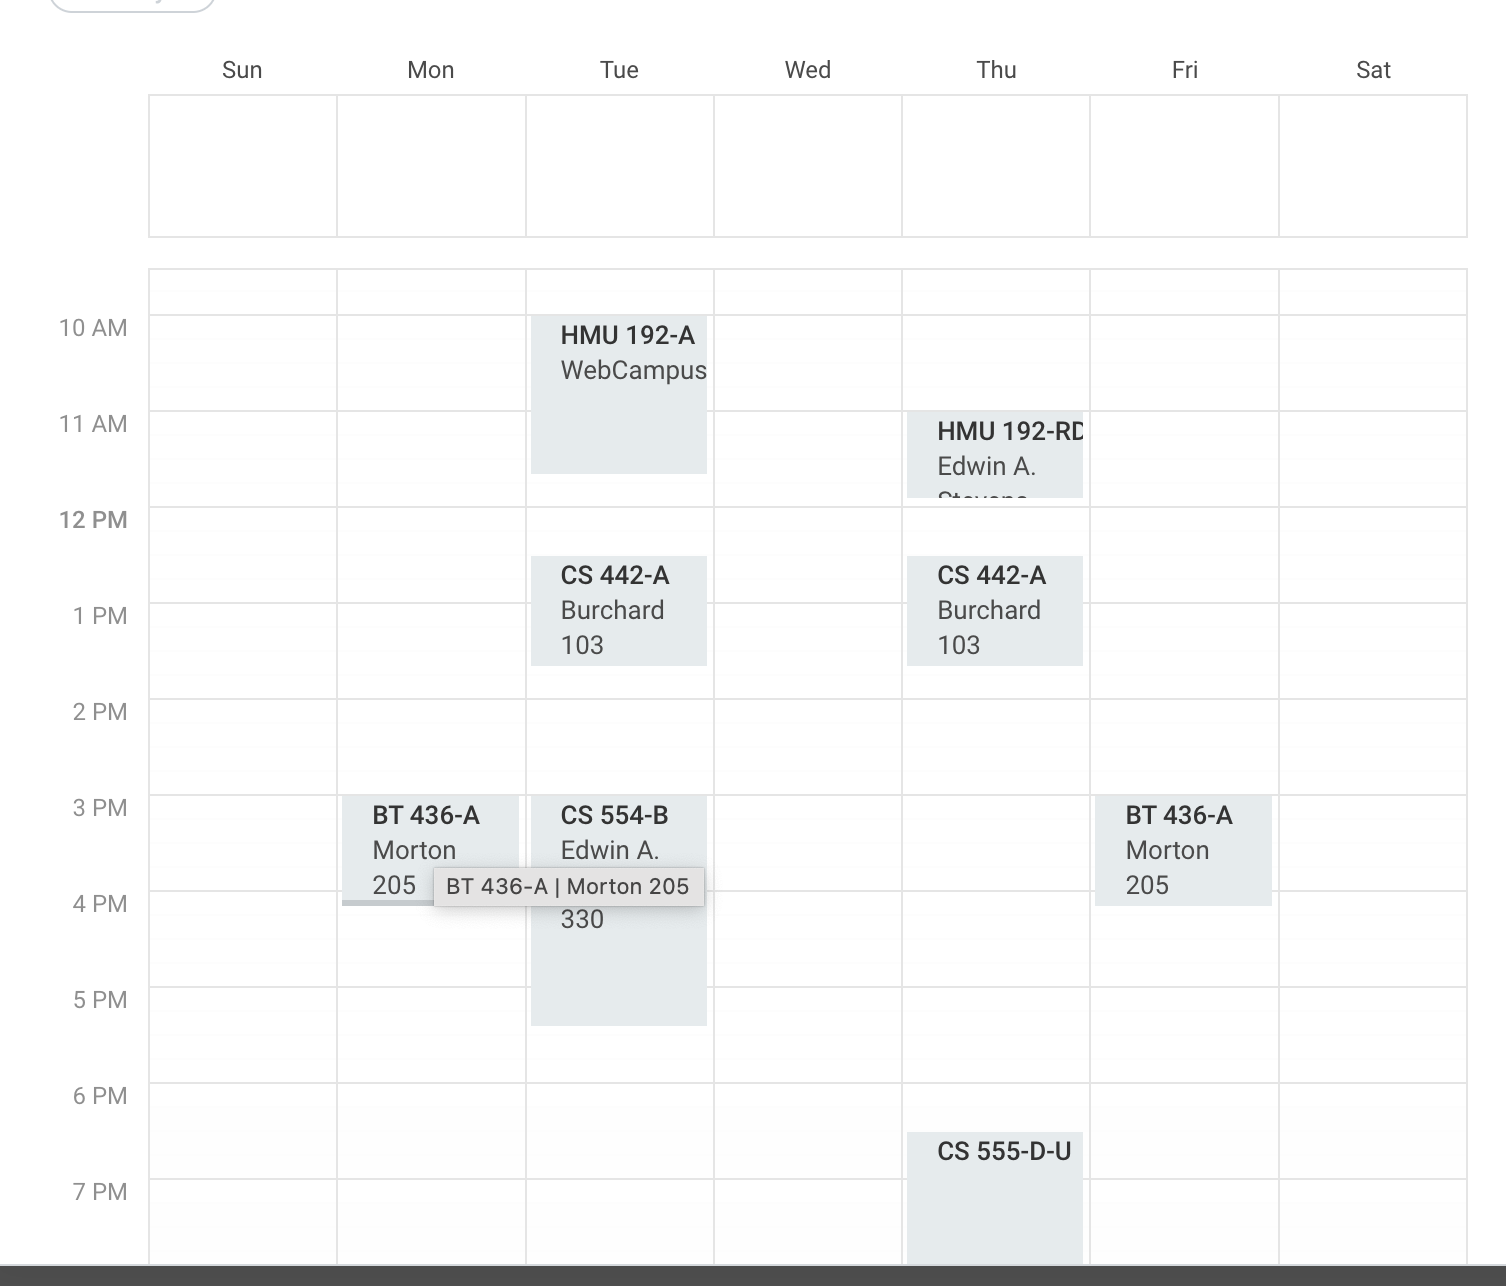 Sun Mon Tue Wed Thu Fri Sat
10 AM
11 AM
12 PM
1 PM
2 PM
3 PM
4 PM
5 PM
6 PM
7 PM
BT 436-A
Morton
205
BT 436-A | Morton 205
HMU 192-A
WebCampus
CS 442-A
Burchard
103
CS 554-B
Edwin A.
330
HMU 192-RD
Edwin A.
Stevens
CS 442-A
Burchard
103
CS 555-D-U
BT 436-A
Morton
205